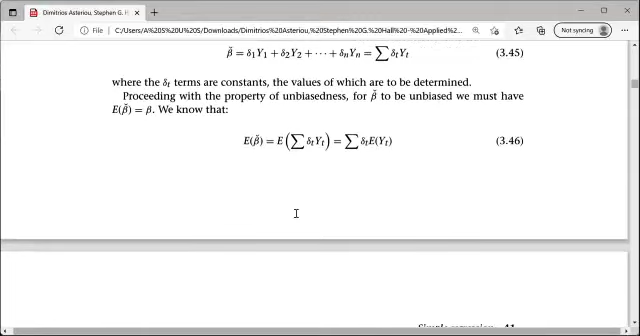 Dimitrios Asteriou, Stephen G. H
Not syncing
File | C:/Users/A%20S%20U%20S/Downloads/Dimitrios%20Asteriou,%20Stephen%20G.%20Hall%20-%20Applied%2...
β̌ = δ₁Y₁ + δ₂Y₂ + ··· + δₙYₙ = ∑ δₜYₜ (3.45)
where the δₜ terms are constants, the values of which are to be determined.
Proceeding with the property of unbiasedness, for β̌ to be unbiased we must have
E(β̌) = β. We know that:
E(β̌) = E (∑ δₜYₜ) = ∑ δₜE(Yₜ) (3.46)
Simple regression 41